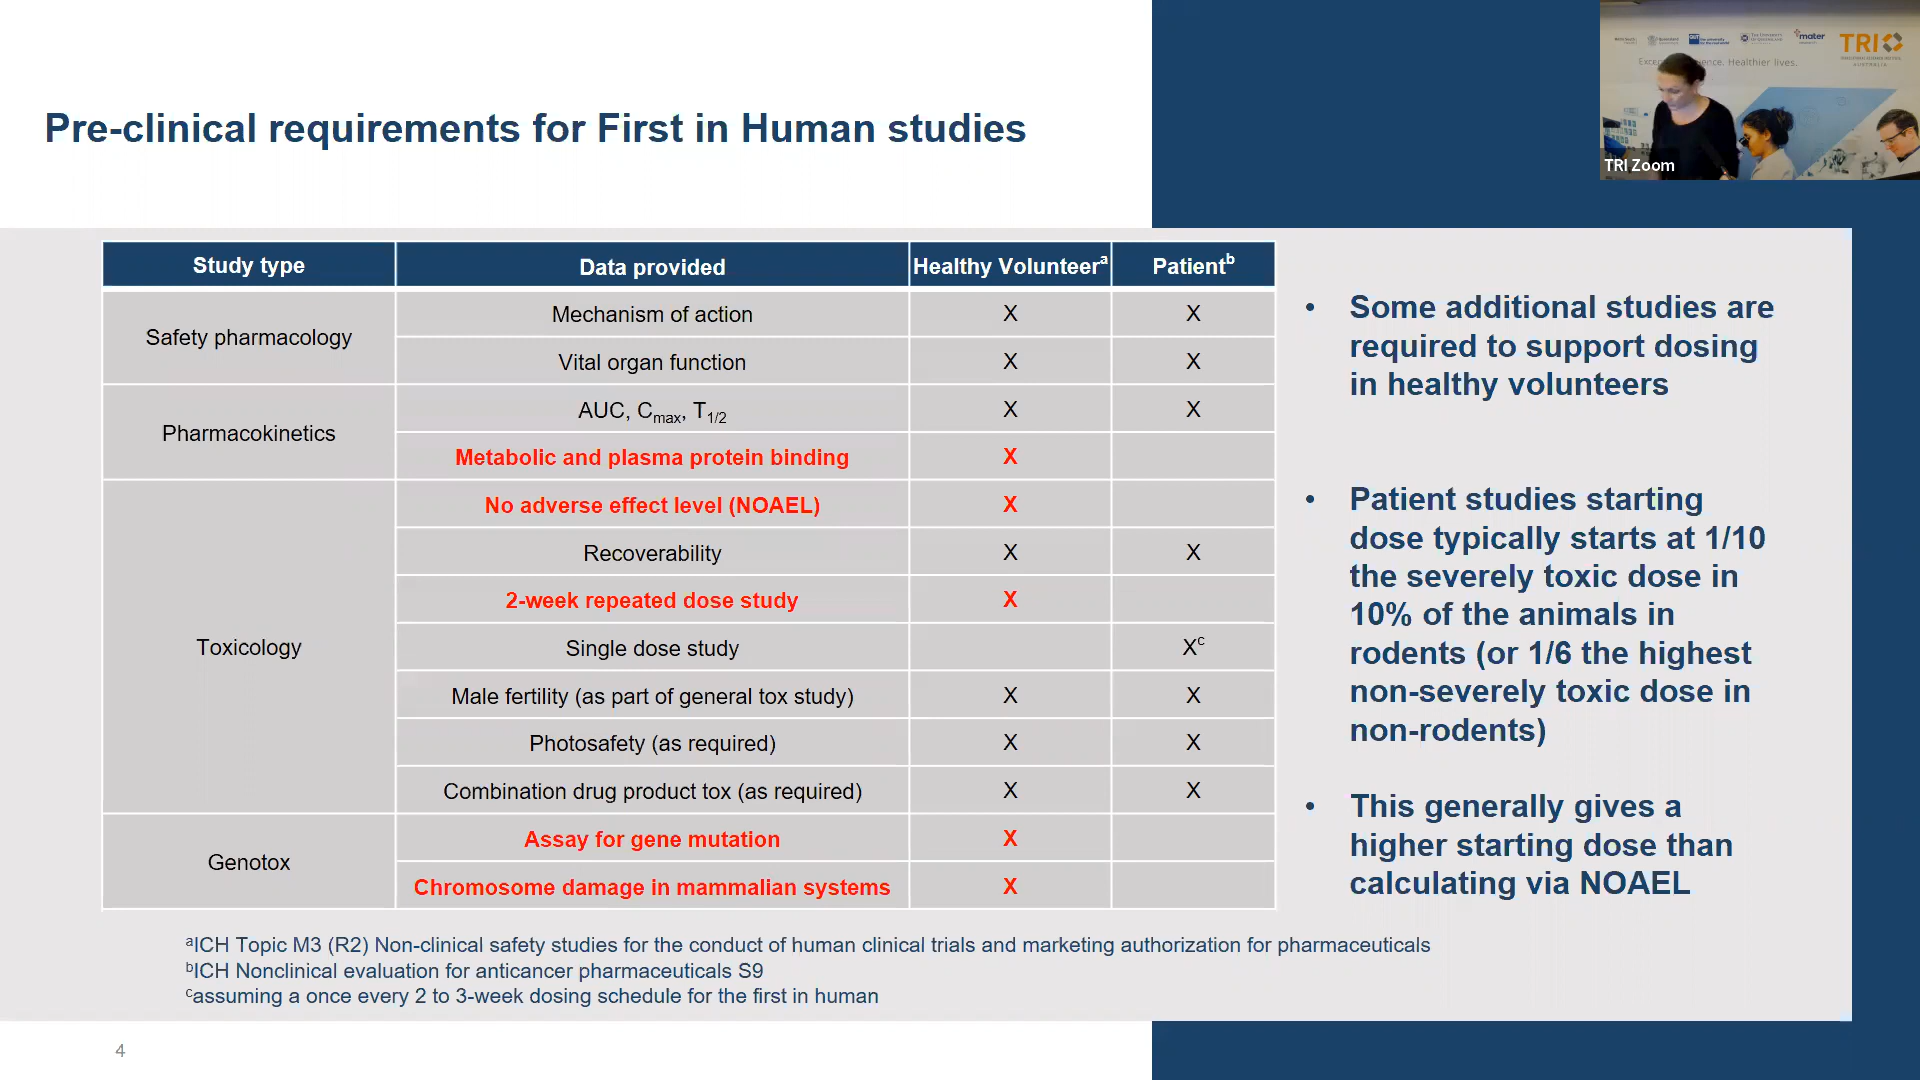 Pre-clinical requirements for First in Human studies
mater
TRI
AUSTRALIA
Healthier lives.
TRI Zoom
Study type Data provided Healthy Volunteerᵃ Patientᵇ
Safety pharmacology
Mechanism of action X X
Vital organ function X X
Pharmacokinetics
AUC, Cmax, T1/2 X X
Metabolic and plasma protein binding X
Toxicology
No adverse effect level (NOAEL) X
Recoverability X X
2-week repeated dose study X
Single dose study Xᶜ
Male fertility (as part of general tox study) X X
Photosafety (as required) X X
Combination drug product tox (as required) X X
Genotox
Assay for gene mutation X
Chromosome damage in mammalian systems X
• Some additional studies are
required to support dosing
in healthy volunteers
• Patient studies starting
dose typically starts at 1/10
the severely toxic dose in
10% of the animals in
rodents (or 1/6 the highest
non-severely toxic dose in
non-rodents)
• This generally gives a
higher starting dose than
calculating via NOAEL
ᵃICH Topic M3 (R2) Non-clinical safety studies for the conduct of human clinical trials and marketing authorization for pharmaceuticals
ᵇICH Nonclinical evaluation for anticancer pharmaceuticals S9
ᶜassuming a once every 2 to 3-week dosing schedule for the first in human
4